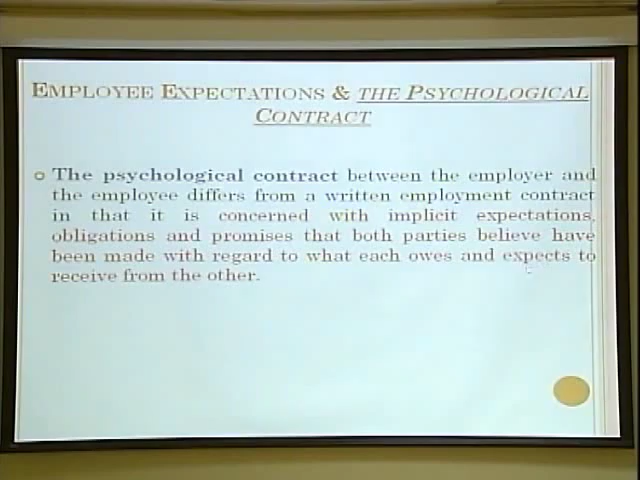 EMPLOYEE EXPECTATIONS & THE PSYCHOLOGICAL
CONTRACT
The psychological contract between the employer and
the employee differs from a written employment contract
in that it is concerned with implicit expectations,
obligations and promises that both parties believe have
been made with regard to what each owes and expects to
receive from the other.